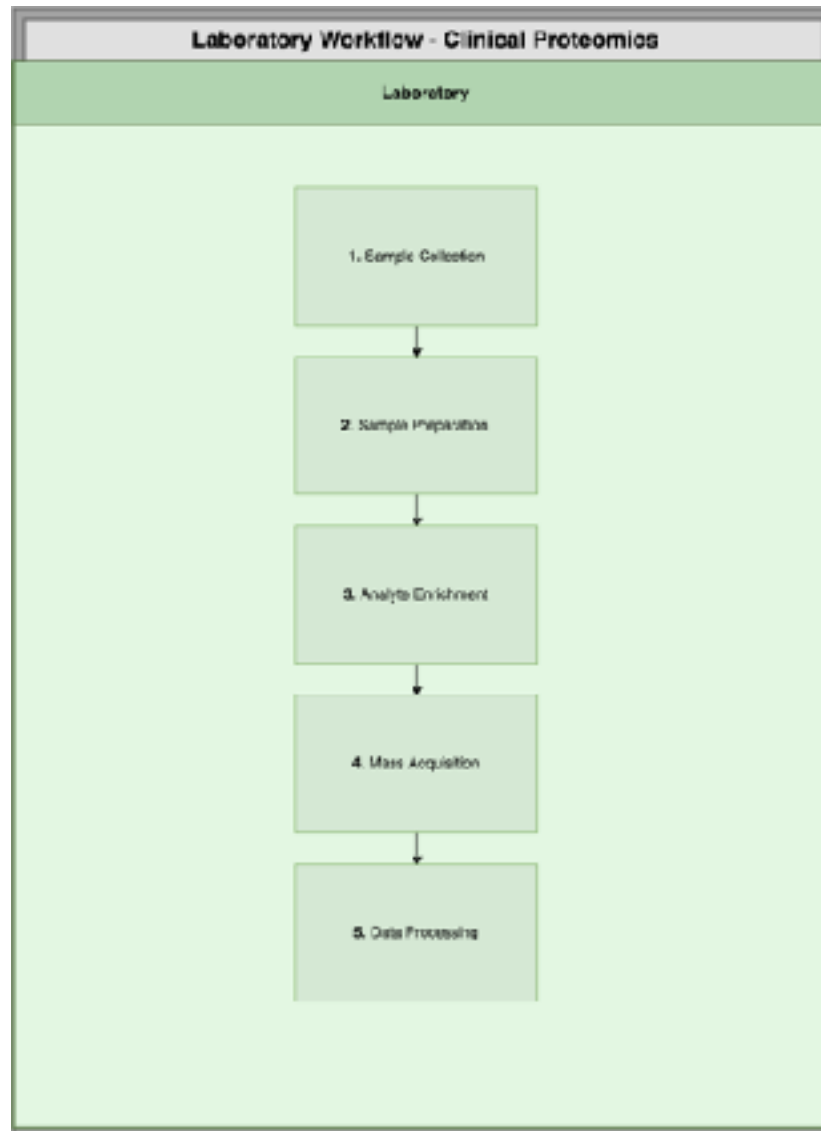 Laboratory Workflow - Clinical Proteomics
Laboratory
1. Sample Collection
2. Sample Preparation
3. Analyte Enrichment
4. Mass Acquisition
5. Data Processing